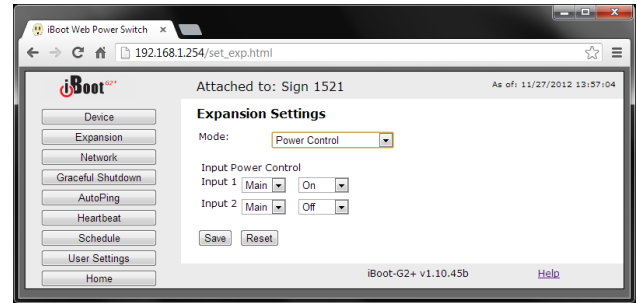 iBoot Web Power Switch
192.168.1.254/set_exp.html
iBoot G2+
Attached to: Sign 1521
As of: 11/27/2012 13:57:04
Device
Expansion
Network
Graceful Shutdown
AutoPing
Heartbeat
Schedule
User Settings
Home
Expansion Settings
Mode: Power Control
Input Power Control
Input 1 Main On
Input 2 Main Off
Save Reset
iBoot-G2+ v1.10.45b Help